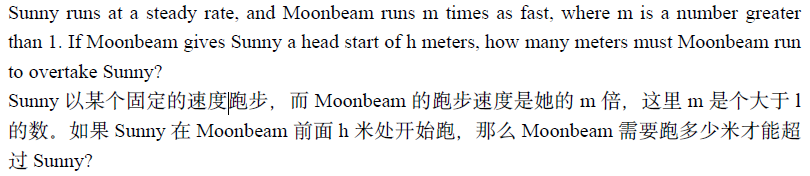 Sunny runs at a steady rate, and Moonbeam runs m times as fast, where m is a number greater
than 1. If Moonbeam gives Sunny a head start of h meters, how many meters must Moonbeam run
to overtake Sunny?
Sunny 以某个固定的速度跑步，而 Moonbeam 的跑步速度是她的 m 倍，这里 m 是个大于 1
的数。如果 Sunny 在 Moonbeam 前面 h 米处开始跑，那么 Moonbeam 需要跑多少米才能超
过 Sunny?